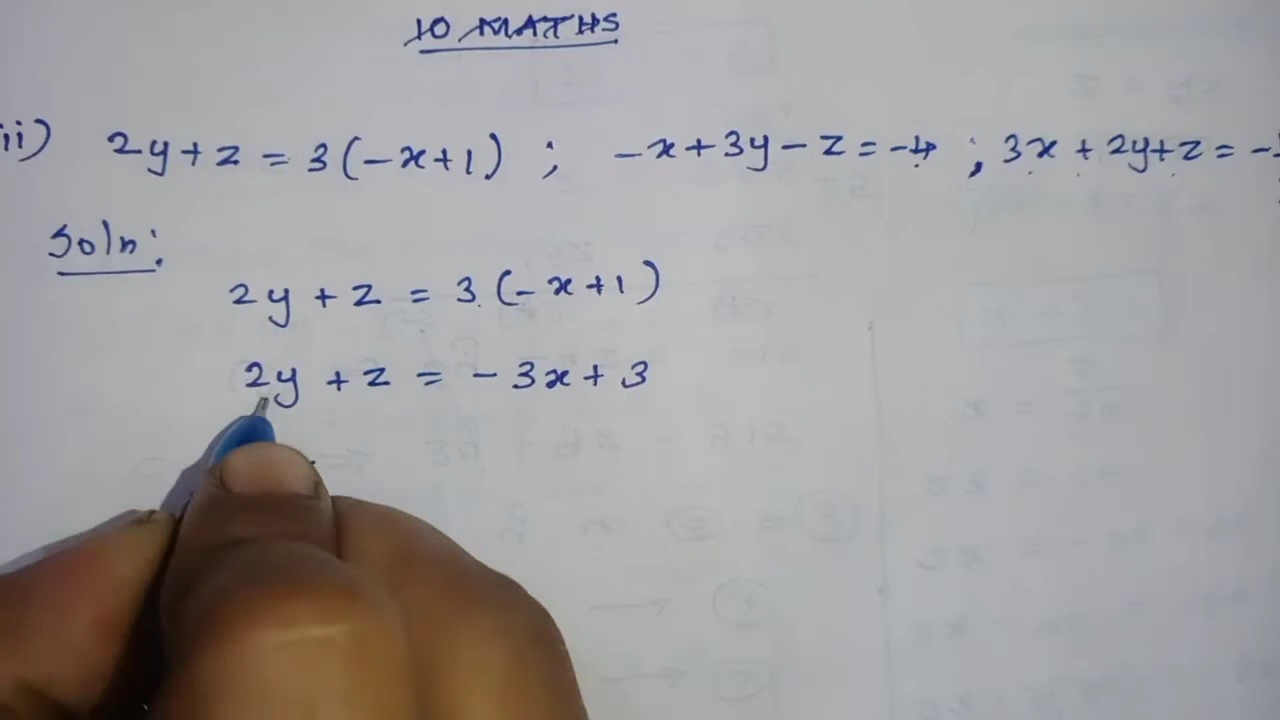 10 MATHS
ii) 2y + z = 3 (-x + 1) ; -x + 3y - z = -4 ; 3x + 2y + z = -
Soln:
2y + z = 3 (-x + 1)
2y + z = -3x + 3